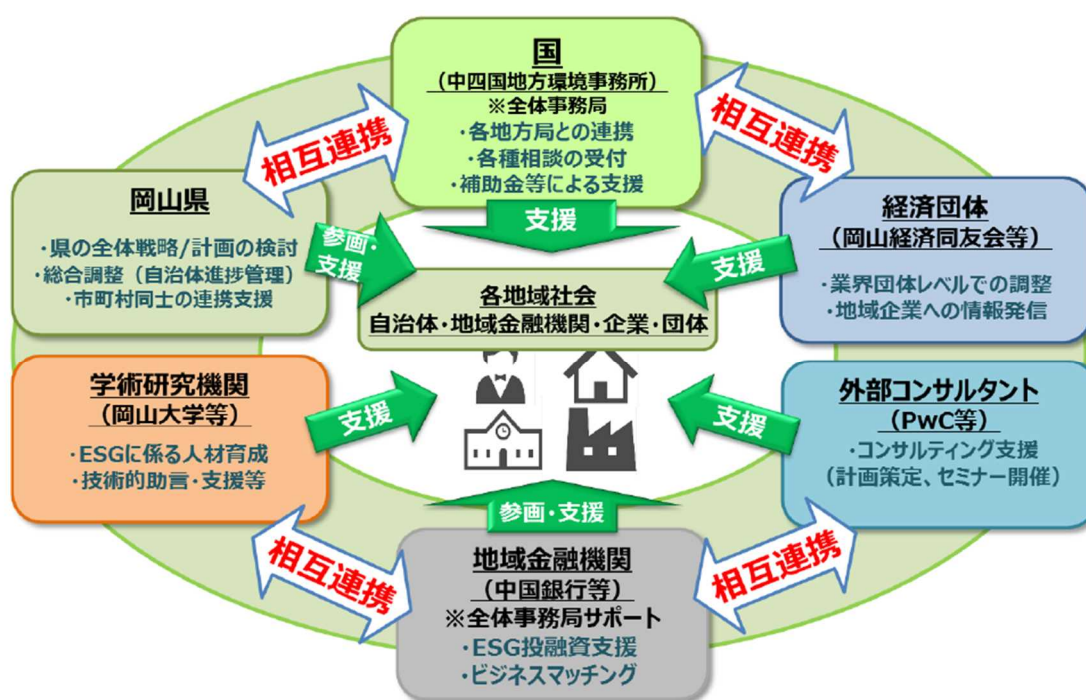 国
（中四国地方環境事務所）
※全体事務局
・各地方局との連携
・各種相談の受付
・補助金等による支援
相互連携
相互連携
岡山県
・県の全体戦略/計画の検討
・総合調整（自治体進捗管理）
・市町村同士の連携支援
参画・
支援
支援
支援
経済団体
（岡山経済同友会等）
・業界団体レベルでの調整
・地域企業への情報発信
各地域社会
自治体・地域金融機関・企業・団体
学術研究機関
（岡山大学等）
・ESGに係る人材育成
・技術的助言・支援等
支援
支援
外部コンサルタント
（PwC等）
・コンサルティング支援
（計画策定、セミナー開催）
参画・支援
相互連携
相互連携
地域金融機関
（中国銀行等）
※全体事務局サポート
・ESG投融資支援
・ビジネスマッチング